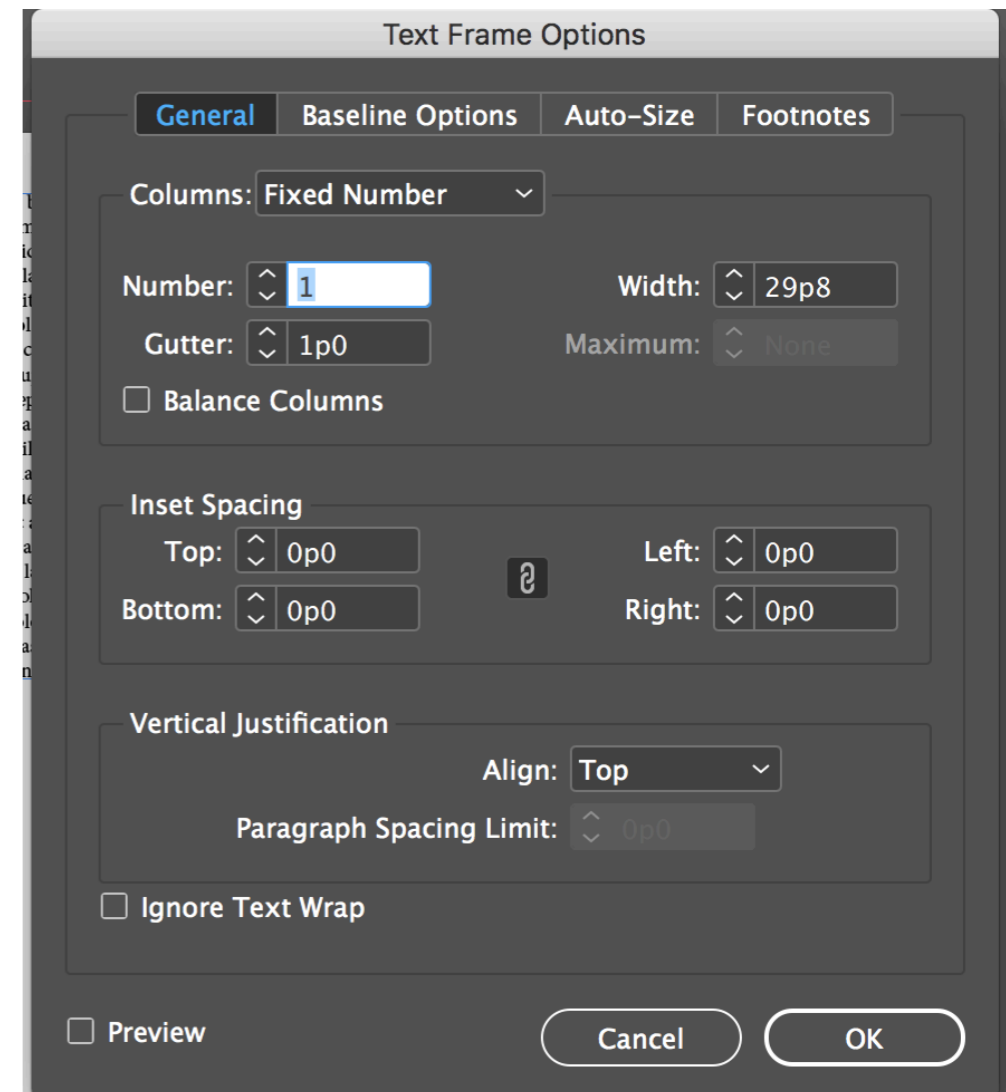 Text Frame Options
General Baseline Options Auto-Size Footnotes
Columns: Fixed Number
Number: 1 Width: 29p8
Gutter: 1p0 Maximum: None
Balance Columns
Inset Spacing
Top: 0p0 Left: 0p0
Bottom: 0p0 Right: 0p0
Vertical Justification
Align: Top
Paragraph Spacing Limit: 0p0
Ignore Text Wrap
Preview Cancel OK